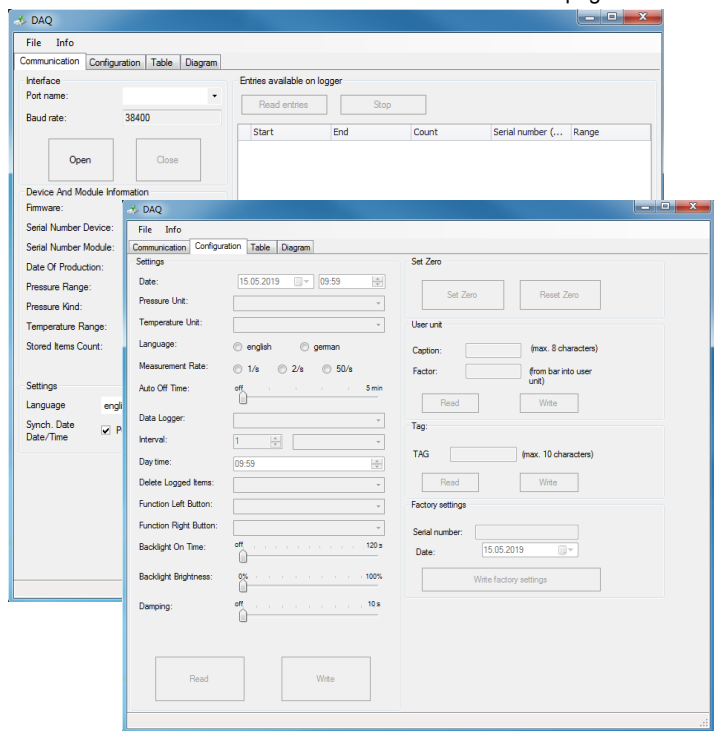 DAQ
File Info
Communication Configuration Table Diagram
Interface
Port name:
Baud rate: 38400
Open Close
Entries available on logger
Read entries Stop
Start End Count Serial number (... Range
Device And Module Information
Firmware:
Serial Number Device:
Serial Number Module:
Date Of Production:
Pressure Range:
Pressure Kind:
Temperature Range:
Stored Items Count:
Settings
Language
Synch. Date
Date/Time
DAQ
File Info
Communication Configuration Table Diagram
Settings
Date: 15.05.2019 09:59
Pressure Unit:
Temperature Unit:
Language: english german
Measurement Rate: 1/s 2/s 50/s
Auto Off Time: off 5 min
Data Logger:
Interval: 1
Day time: 09:59
Delete Logged Items:
Function Left Button:
Function Right Button:
Backlight On Time: off 120 s
Backlight Brightness: 0% 100%
Damping: off 10 s
Read Write
Set Zero
Set Zero Reset Zero
User unit
Caption: (max. 8 characters)
Factor: (from bar into user
unit)
Read Write
Tag:
TAG (max. 10 characters)
Read Write
Factory settings
Serial number:
Date: 15.05.2019
Write factory settings